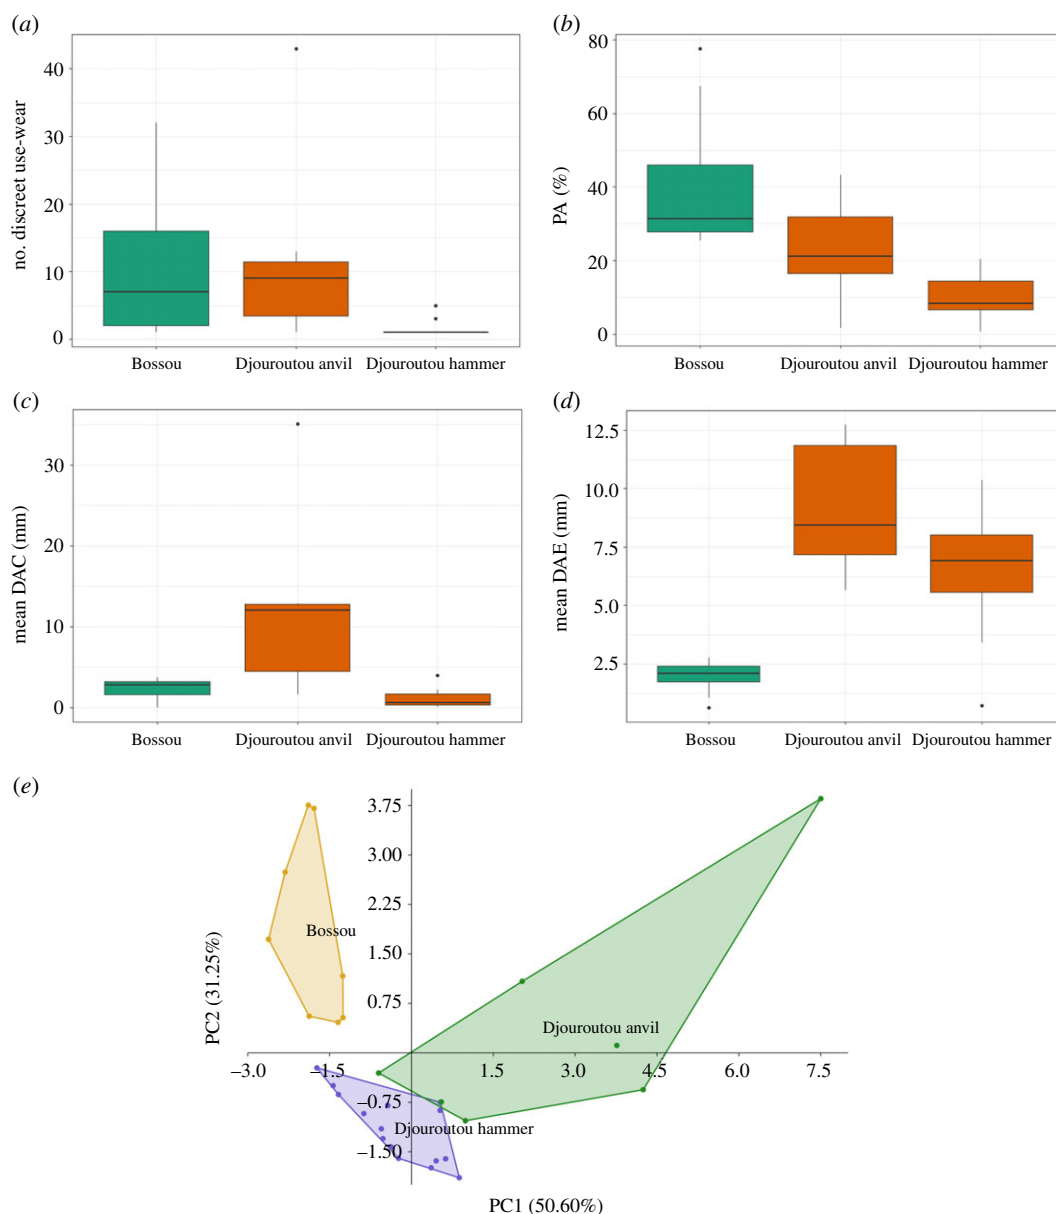 (a)
no. discreet use-wear
40
30
20
10
0
Bossou Djouroutou anvil Djouroutou hammer
(b)
PA (%)
80
60
40
20
0
Bossou Djouroutou anvil Djouroutou hammer
(c)
mean DAC (mm)
30
20
10
0
Bossou Djouroutou anvil Djouroutou hammer
(d)
mean DAE (mm)
12.5
10.0
7.5
5.0
2.5
Bossou Djouroutou anvil Djouroutou hammer
(e)
PC2 (31.25%)
3.75
3.00
2.25
1.50
0.75
–0.75
–1.50
Bossou
Djouroutou anvil
Djouroutou hammer
–3.0 –1.5 1.5 3.0 4.5 6.0 7.5
PC1 (50.60%)